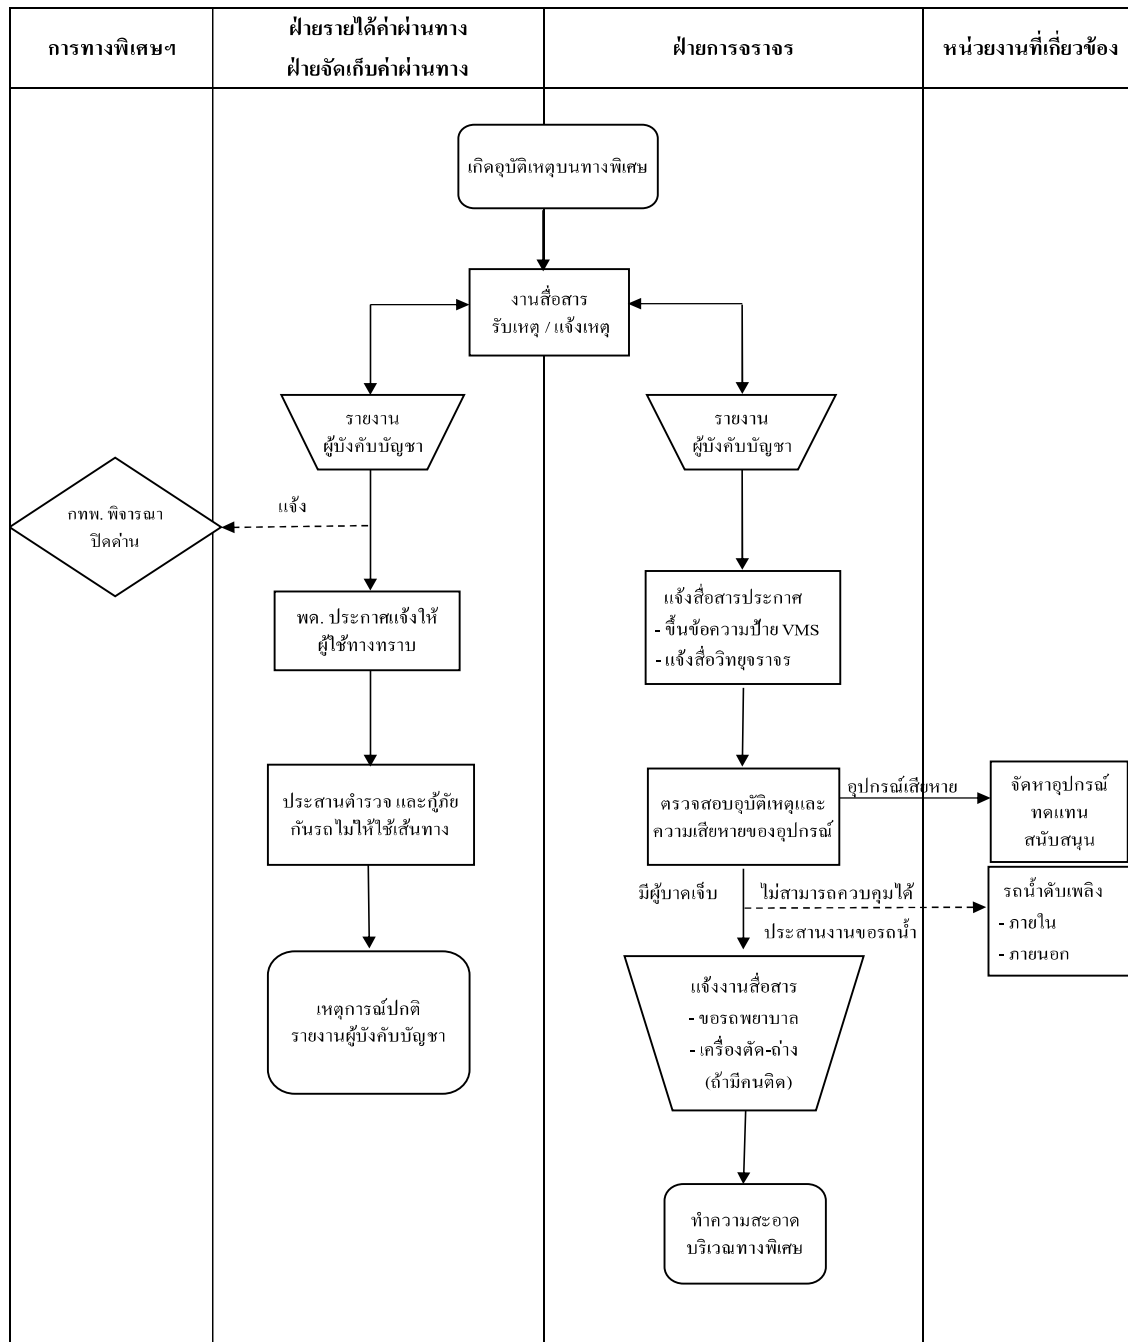 การทางพิเศษฯ
ฝ่ายรายได้ค่าผ่านทาง
ฝ่ายจัดเก็บค่าผ่านทาง
ฝ่ายการจราจร
หน่วยงานที่เกี่ยวข้อง
เกิดอุบัติเหตุบนทางพิเศษ
งานสื่อสาร
รับเหตุ / แจ้งเหตุ
รายงาน
ผู้บังคับบัญชา
รายงาน
ผู้บังคับบัญชา
แจ้ง
กทพ. พิจารณา
ปิดด่าน
พด. ประกาศแจ้งให้
ผู้ใช้ทางทราบ
แจ้งสื่อสารประกาศ
- ขึ้นข้อความป้าย VMS
- แจ้งสื่อวิทยุจราจร
ประสานตำรวจ และกู้ภัย
กันรถไม่ให้ใช้เส้นทาง
ตรวจสอบอุบัติเหตุและ
ความเสียหายของอุปกรณ์
อุปกรณ์เสียหาย
จัดหาอุปกรณ์
ทดแทน
สนับสนุน
มีผู้บาดเจ็บ
ไม่สามารถควบคุมได้
ประสานงานขอรถน้ำ
รถน้ำดับเพลิง
- ภายใน
- ภายนอก
เหตุการณ์ปกติ
รายงานผู้บังคับบัญชา
แจ้งงานสื่อสาร
- ขอรถพยาบาล
- เครื่องตัด-ถ่าง
(ถ้ามีคนติด)
ทำความสะอาด
บริเวณทางพิเศษ